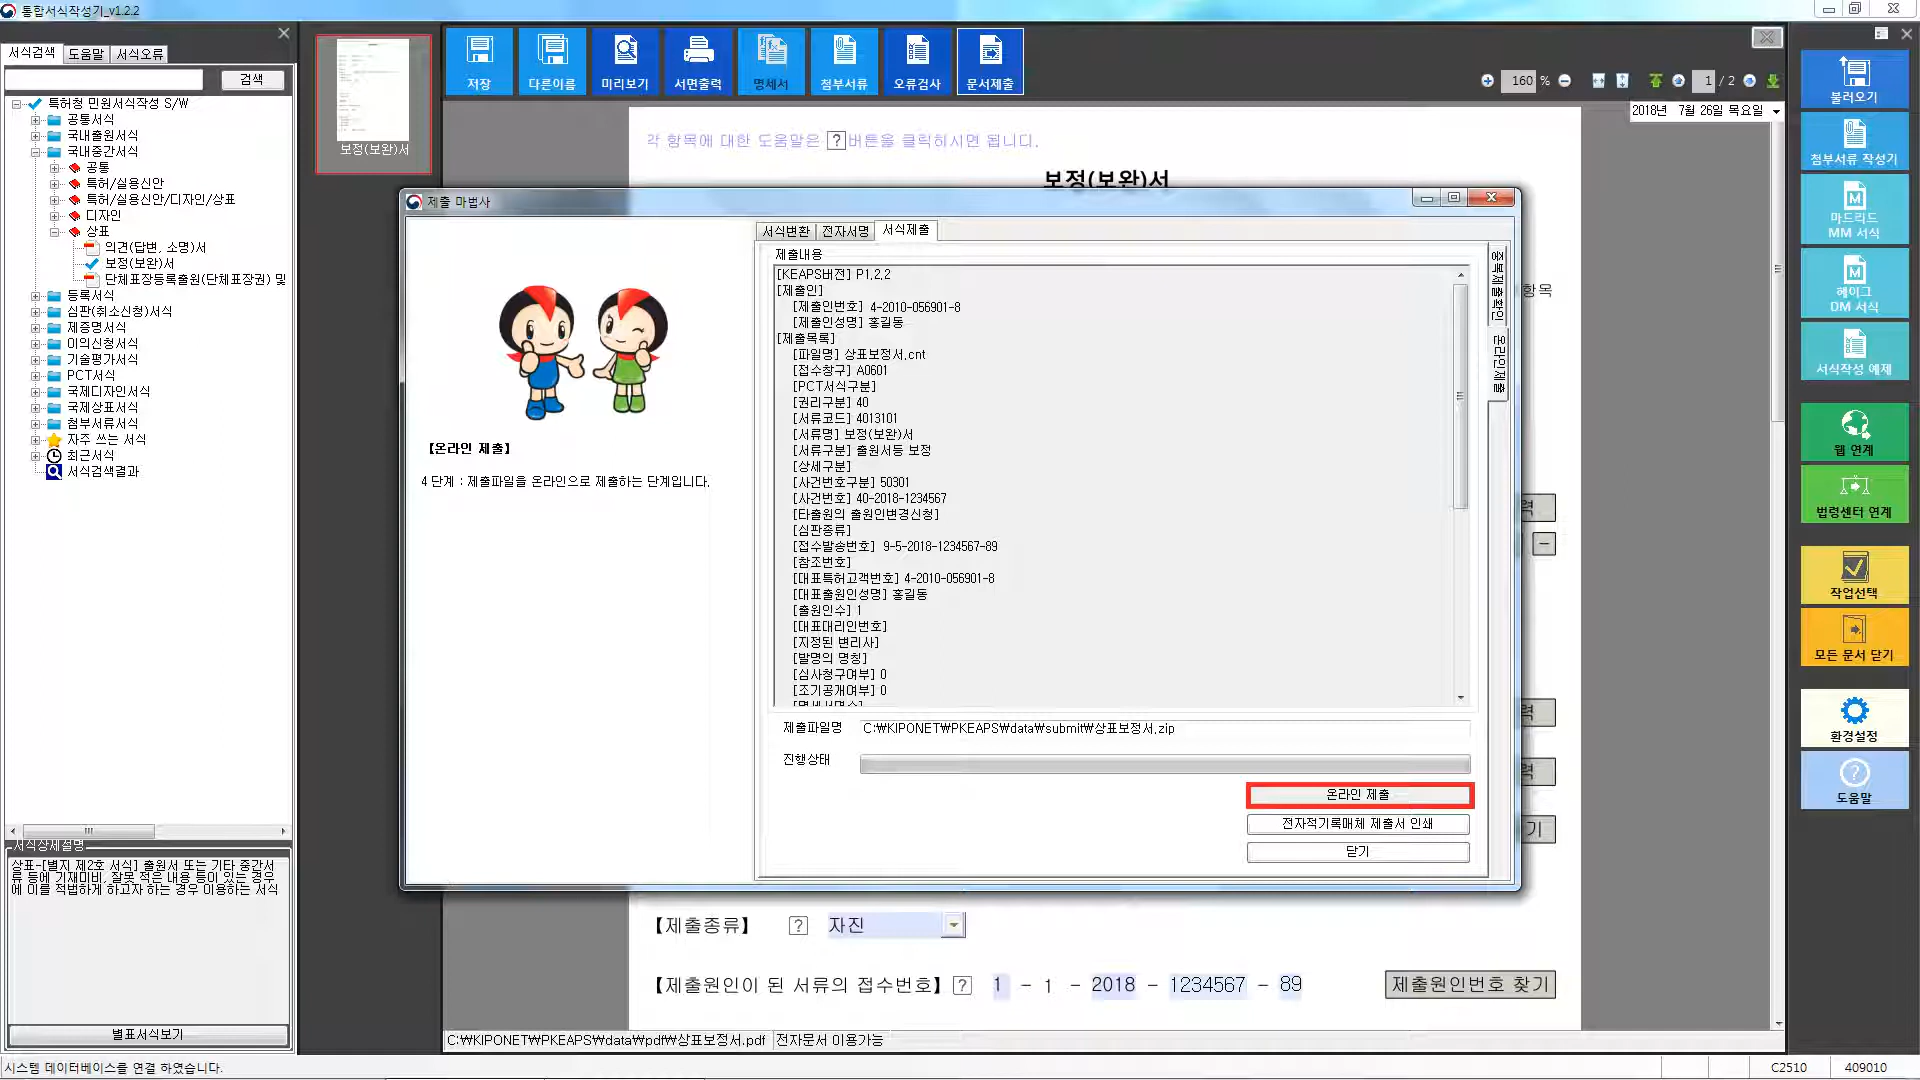 통합서식작성기_v1.2.2
서식검색 도움말 서식오류
검색
특허청 민원서식작성 S/W
공통서식
국내출원서식
국내중간서식
공통
특허/실용신안
특허/실용신안/디자인/상표
디자인
상표
의견(답변, 소명)서
보정(보완)서
단체표장등록출원(단체표장권) 및
등록서식
심판(취소신청)서식
제증명서식
이의신청서식
기술평가서식
PCT서식
국제디자인서식
국제상표서식
첨부서류서식
자주 쓰는 서식
최근서식
서식검색결과
서식상세설명
상표-[별지 제2호 서식] 출원서 또는 기타 중간서
류 등에 기재미비, 잘못 적은 내용 등이 있는 경우
에 이를 적법하게 하고자 하는 경우 이용하는 서식
별표서식보기
시스템 데이터베이스를 연결 하였습니다.
보정(보완)서
저장 다른이름 미리보기 서면출력 명세서 첨부서류 오류검사 문서제출
160 % 1 / 2
2018년 7월 26일 목요일
각 항목에 대한 도움말은 ? 버튼을 클릭하시면 됩니다.
보정(보완)서
항목
제출 마법사
【온라인 제출】
4 단계 : 제출파일을 온라인으로 제출하는 단계입니다.
서식변환 전자서명 서식제출
제출내용
[KEAPS버전] P1.2.2
[제출인]
[제출인번호] 4-2010-056901-8
[제출인성명] 홍길동
[제출목록]
[파일명] 상표보정서.cnt
[접수창구] A0601
[PCT서식구분]
[권리구분] 40
[서류코드] 4013101
[서류명] 보정(보완)서
[서류구분] 출원서등 보정
[상세구분]
[사건번호구분] 50301
[사건번호] 40-2018-1234567
[타출원의 출원인변경신청]
[심판종류]
[접수발송번호] 9-5-2018-1234567-89
[참조번호]
[대표특허고객번호] 4-2010-056901-8
[대표출원인성명] 홍길동
[출원인수] 1
[대표대리인번호]
[지정된 변리사]
[발명의 명칭]
[심사청구여부] 0
[조기공개여부] 0
중복제출확인
온라인제출
제출파일명 C:₩KIPONET₩PKEAPS₩data₩submit₩상표보정서.zip
진행상태
온라인 제출
전자적기록매체 제출서 인쇄
닫기
력
−
력
력
기
【제출종류】 ? 자진
【제출원인이 된 서류의 접수번호】 ? 1 - 1 - 2018 - 1234567 - 89 제출원인번호 찾기
C:₩KIPONET₩PKEAPS₩data₩pdf₩상표보정서.pdf 전자문서 이용가능
불러오기
첨부서류 작성기
마드리드
MM 서식
헤이그
DM 서식
서식작성 예제
웹 연계
법령센터 연계
작업선택
모든 문서 닫기
환경설정
도움말
C2510 409010